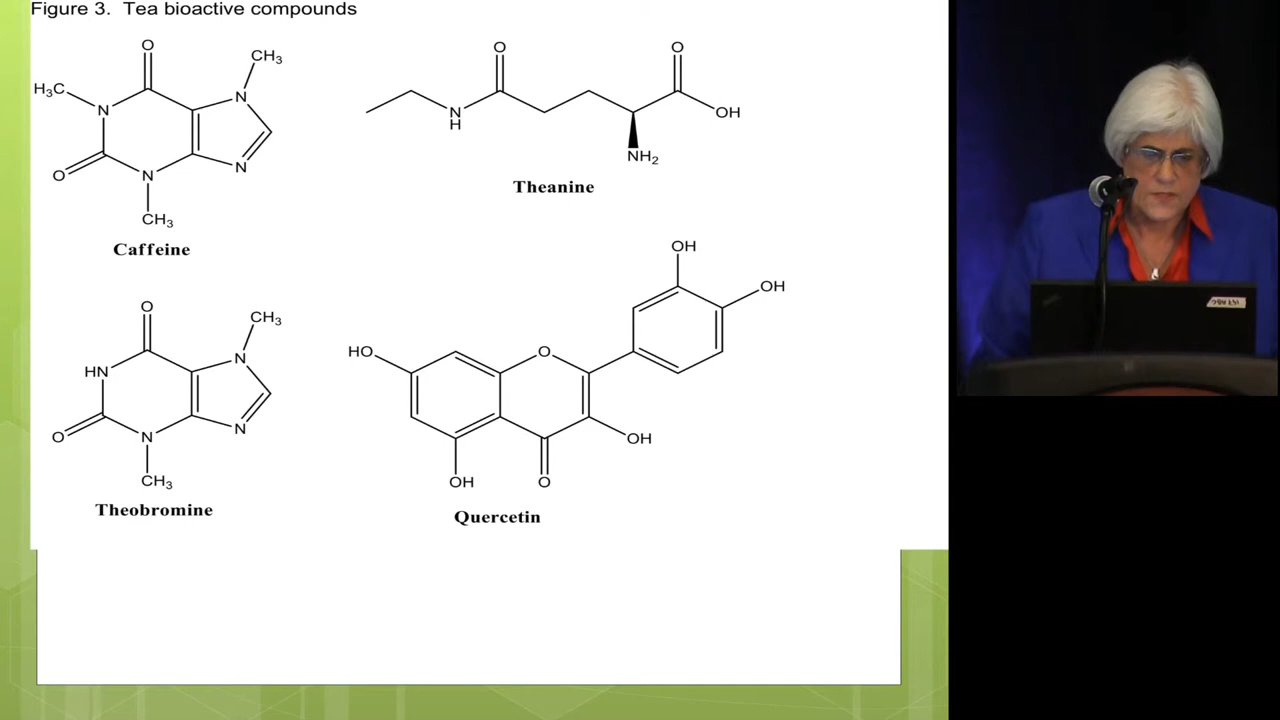 Figure 3. Tea bioactive compounds
O
CH₃
H₃C
N
N
O
N
N
CH₃
Caffeine
O
O
N
H
OH
NH₂
Theanine
O
CH₃
HN
N
O
N
N
CH₃
Theobromine
OH
OH
HO
O
OH
OH
O
Quercetin